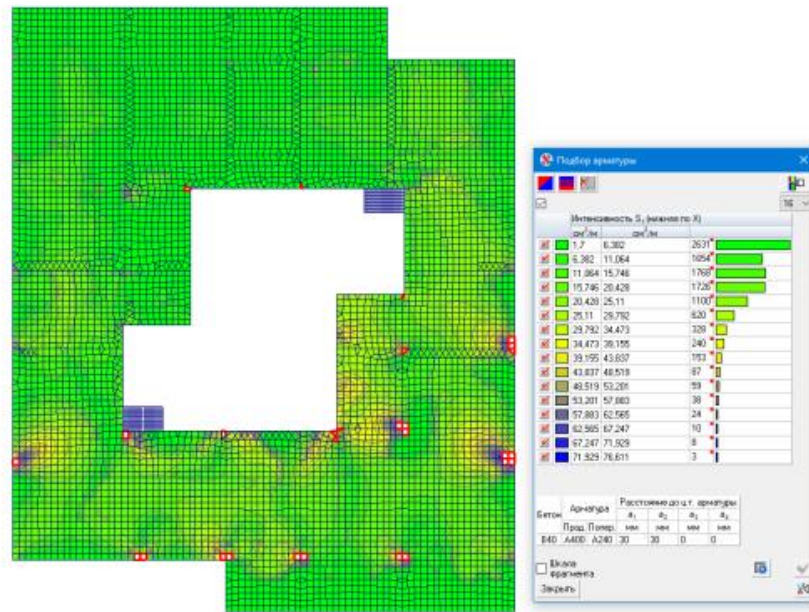 Подбор арматуры
16
Интенсивность S₁ (нижняя по X)
см²/м см²/м
1,7 6,382 2631
6,382 11,064 1854
11,064 15,746 1768
15,746 20,428 1726
20,428 25,11 1100
25,11 29,792 620
29,792 34,473 328
34,473 39,155 240
39,155 43,837 153
43,837 48,519 87
48,519 53,201 59
53,201 57,883 38
57,883 62,565 24
62,565 67,247 10
67,247 71,929 8
71,929 76,611 3
Бетон Арматура Расстояние до ц.т. арматуры
a₁ a₂ a₃ a₄
Прод. Попер. мм мм мм мм
B40 A400 A240 30 30 0 0
Шкала
фрагмента
Закрыть